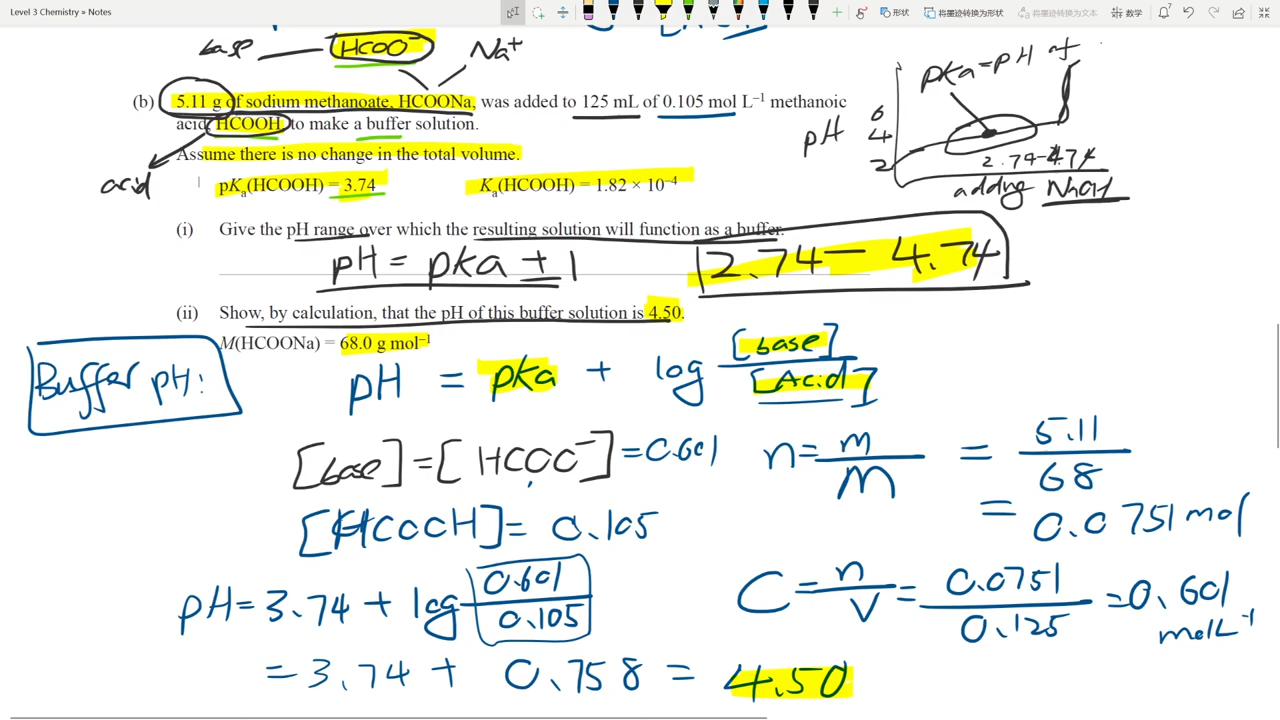 Level 3 Chemistry » Notes
形状
将墨迹转换为形状
将墨迹转换为文本
数学
base HCOO⁻ Na⁺
(b) 5.11 g of sodium methanoate, HCOONa, was added to 125 mL of 0.105 mol L⁻¹ methanoic
acid, HCOOH, to make a buffer solution.
Assume there is no change in the total volume.
acid
pKₐ(HCOOH) = 3.74 Kₐ(HCOOH) = 1.82 × 10⁻⁴
pka = pH of
pH
6
4
2
2.74-4.74
adding NaOH
(i) Give the pH range over which the resulting solution will function as a buffer.
pH = pka ± 1 2.74 – 4.74
(ii) Show, by calculation, that the pH of this buffer solution is 4.50.
M(HCOONa) = 68.0 g mol⁻¹
Buffer pH: pH = pka + log [base]/[Acid]
[base] = [HCOO⁻] = 0.601 n = m/M = 5.11/68
= 0.0751 mol
[HCOOH] = 0.105
pH = 3.74 + log 0.601/0.105 C = n/V = 0.0751/0.125 = 0.601
molL⁻¹
= 3.74 + 0.758 = 4.50